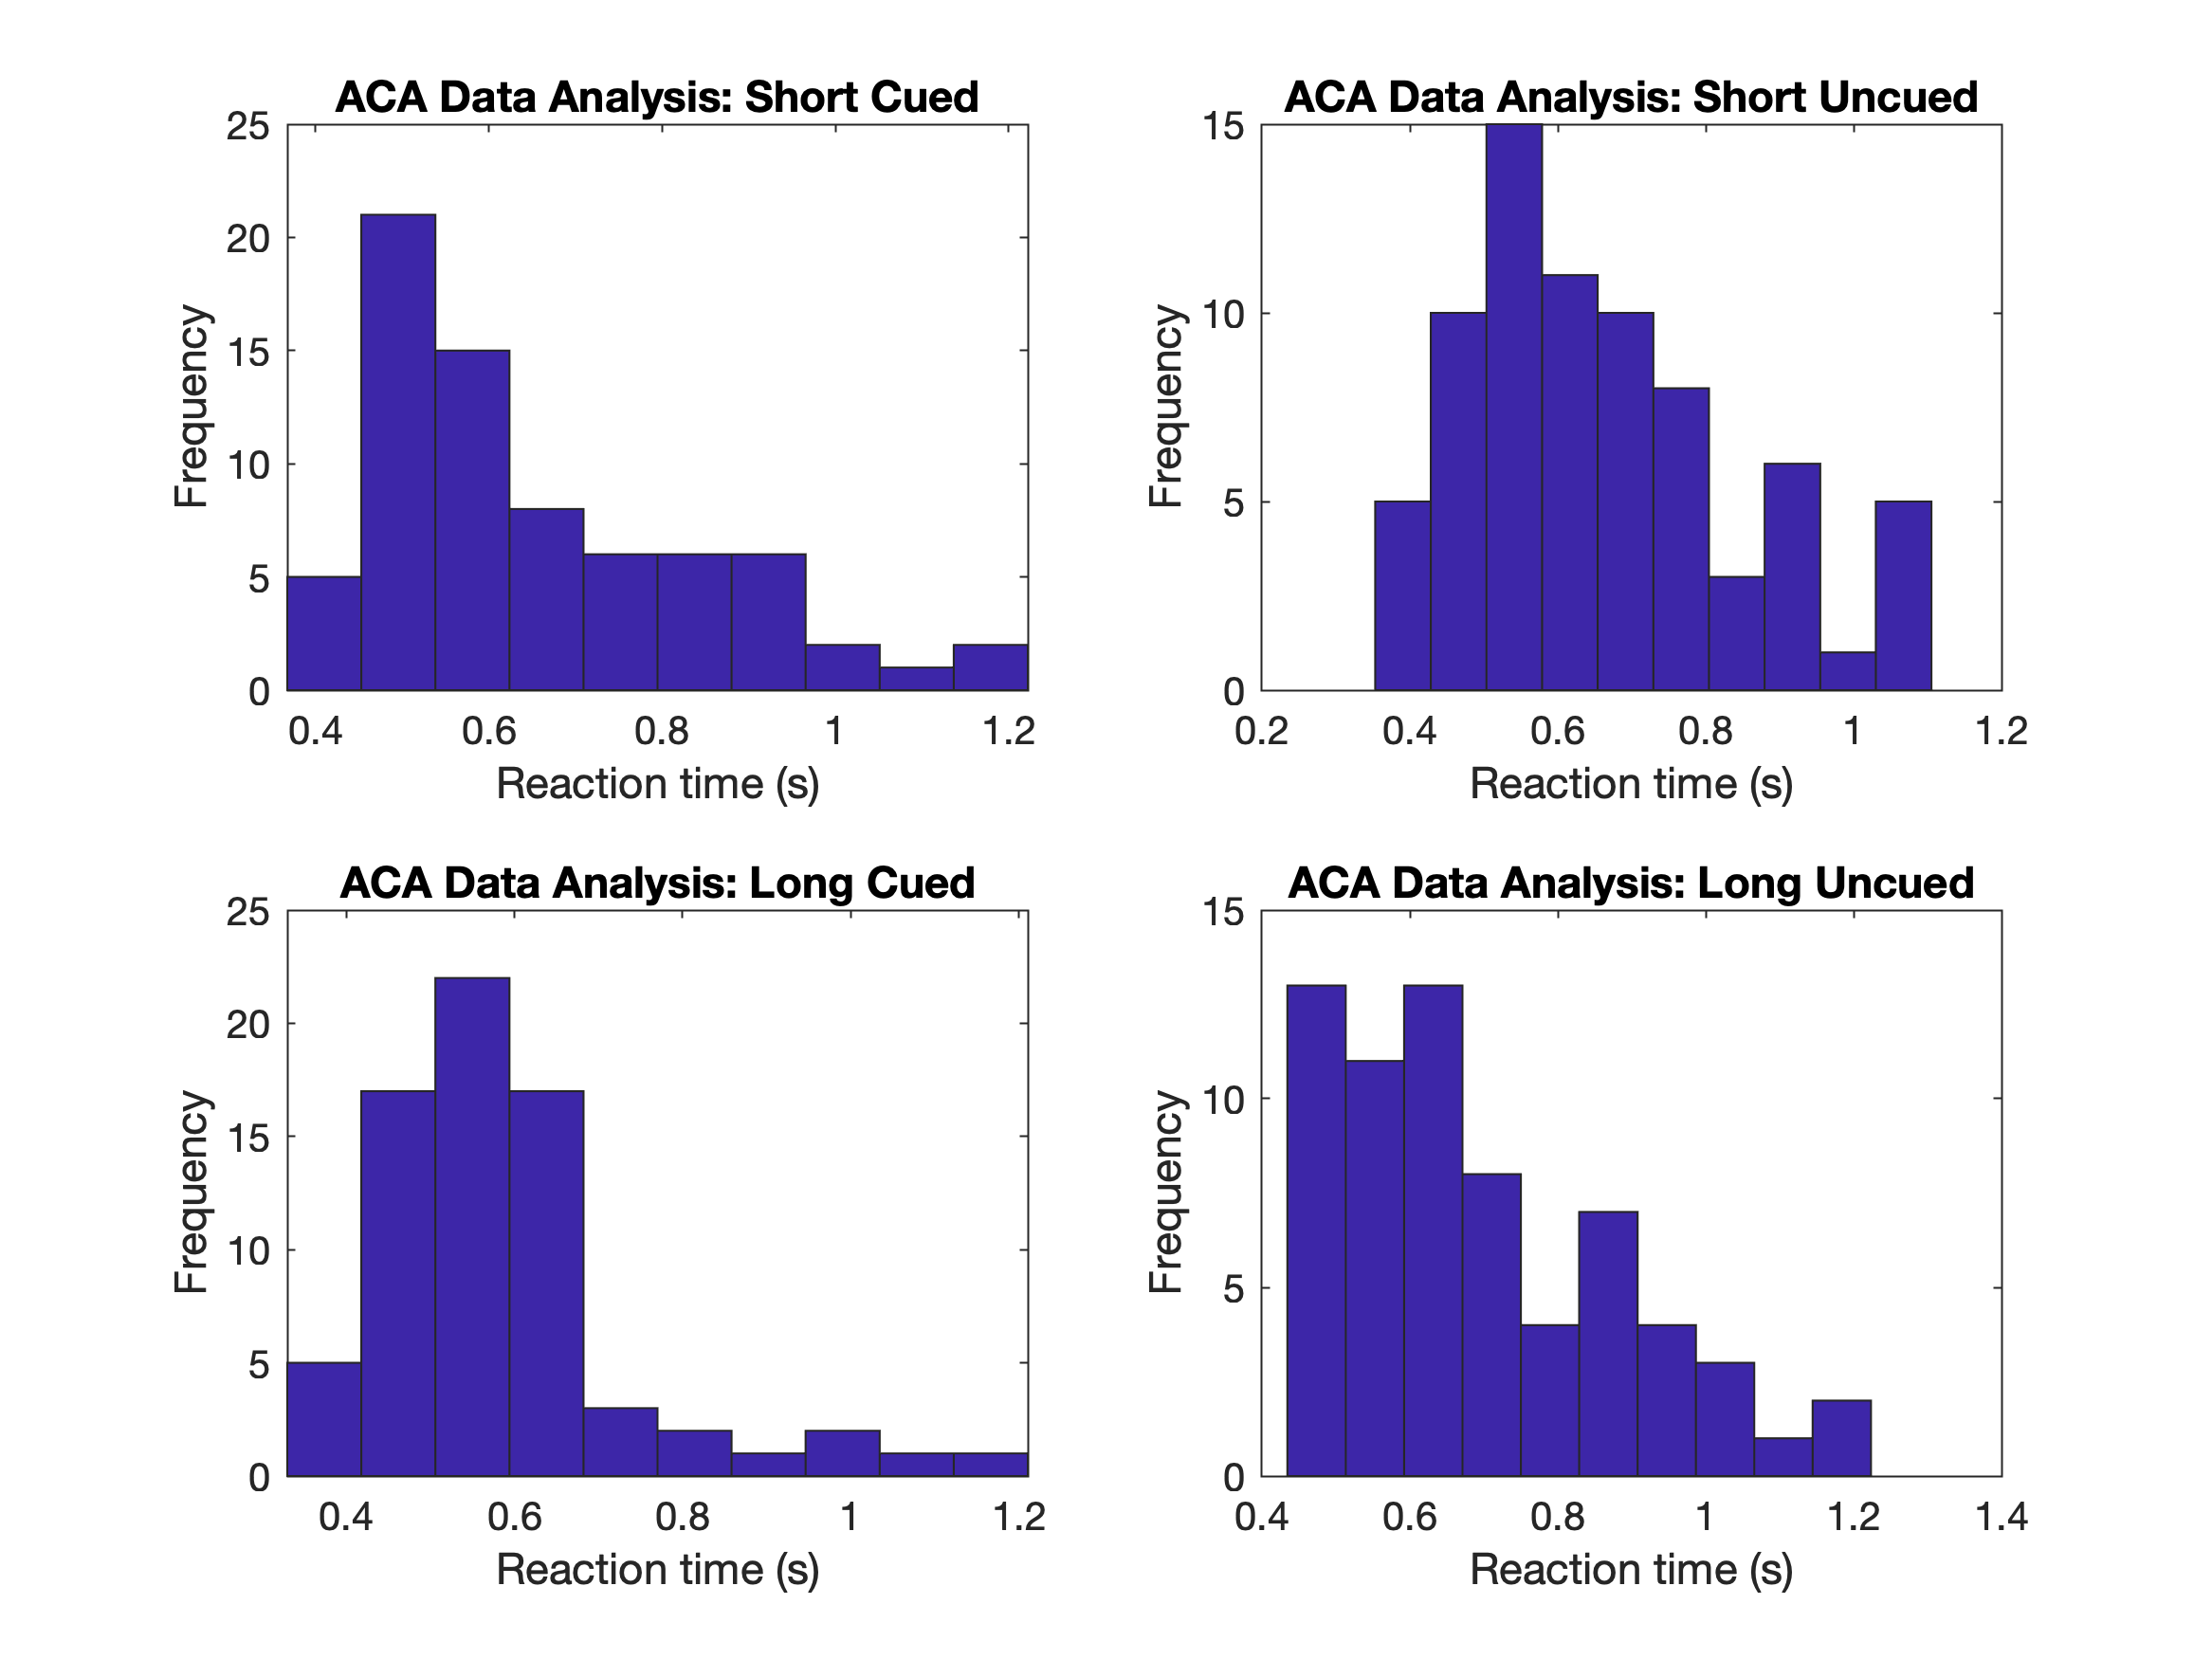 ACA Data Analysis: Short Cued
25
20
15
10
5
0
Frequency
0.4 0.6 0.8 1 1.2
Reaction time (s)
ACA Data Analysis: Short Uncued
15
10
5
0
Frequency
0.2 0.4 0.6 0.8 1 1.2
Reaction time (s)
ACA Data Analysis: Long Cued
25
20
15
10
5
0
Frequency
0.4 0.6 0.8 1 1.2
Reaction time (s)
ACA Data Analysis: Long Uncued
15
10
5
0
Frequency
0.4 0.6 0.8 1 1.2 1.4
Reaction time (s)